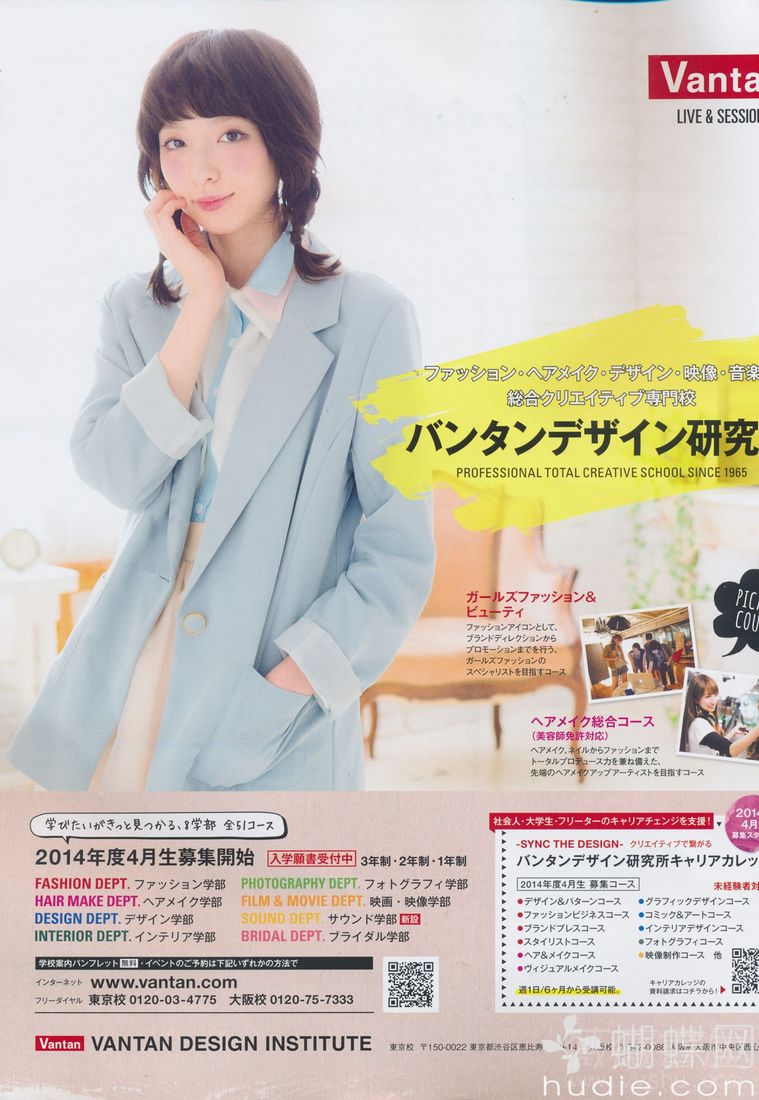 Vantan
LIVE & SESSION
ファッション・ヘアメイク・デザイン・映像・音楽
総合クリエイティブ専門校
バンタンデザイン研究
PROFESSIONAL TOTAL CREATIVE SCHOOL SINCE 1965
ガールズファッション&
ビューティ
ファッションアイコンとして、
ブランドディレクションから
プロモーションまでを行う、
ガールズファッションの
スペシャリストを目指すコース
ヘアメイク総合コース
(美容師免許対応)
ヘアメイク、ネイルからファッションまで
トータルプロデュース力を兼ね備えた、
先端のヘアメイクアップアーティストを目指すコース
学びたいがきっと見つかる、8学部 全51コース
2014年度4月生募集開始 入学願書受付中 3年制・2年制・1年制
FASHION DEPT. ファッション学部 PHOTOGRAPHY DEPT. フォトグラフィ学部
HAIR MAKE DEPT. ヘアメイク学部 FILM & MOVIE DEPT. 映画・映像学部
DESIGN DEPT. デザイン学部 SOUND DEPT. サウンド学部 新設
INTERIOR DEPT. インテリア学部 BRIDAL DEPT. ブライダル学部
学校案内パンフレット 無料 ・イベントのご予約は下記いずれかの方法で
インターネット www.vantan.com
フリーダイヤル 東京校 0120-03-4775 大阪校 0120-75-7333
社会人・大学生・フリーターのキャリアチェンジを支援!
2014
4月
-SYNC THE DESIGN- クリエイティブで繋がる
バンタンデザイン研究所キャリアカレッ
2014年度4月生 募集コース 未経験者対
●デザイン&パターンコース ●グラフィックデザインコース
●ファッションビジネスコース ●コミック&アートコース
●ブランドプレスコース ●インテリアデザインコース
●スタイリストコース ●フォトグラフィコース
●ヘア&メイクコース ●映像制作コース 他
●ヴィジュアルメイクコース
週1日/6ヶ月から受講可能。
キャリアカレッジの
資料請求はコチラから!
Vantan VANTAN DESIGN INSTITUTE
東京校 〒150-0022 東京都渋谷区恵比寿
大阪府大阪市中央区西心
蝴蝶网
hudie.com